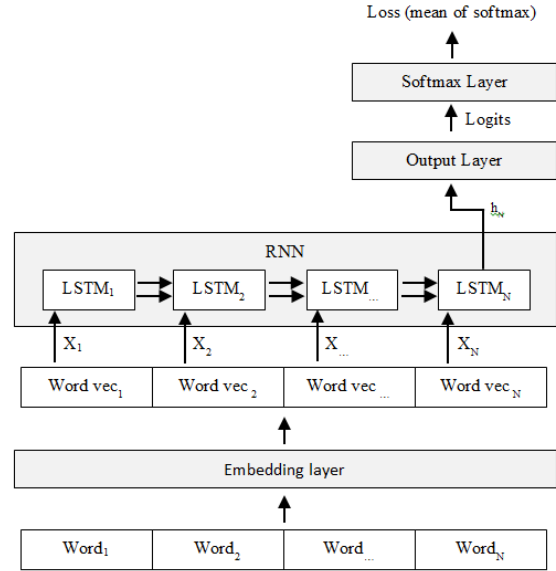 Loss (mean of softmax)
Softmax Layer
Logits
Output Layer
h_N
RNN
LSTM₁ LSTM₂ LSTM... LSTM_N
X₁ X₂ X... X_N
Word vec₁ Word vec₂ Word vec... Word vec_N
Embedding layer
Word₁ Word₂ Word... Word_N